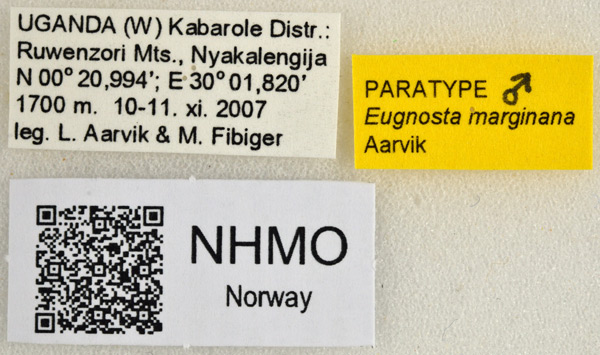 UGANDA (W) Kabarole Distr.:
Ruwenzori Mts., Nyakalengija
N 00° 20,994’; E 30° 01,820’
1700 m. 10-11. xi. 2007
leg. L. Aarvik & M. Fibiger
PARATYPE ♂
Eugnosta marginana
Aarvik
NHMO
Norway